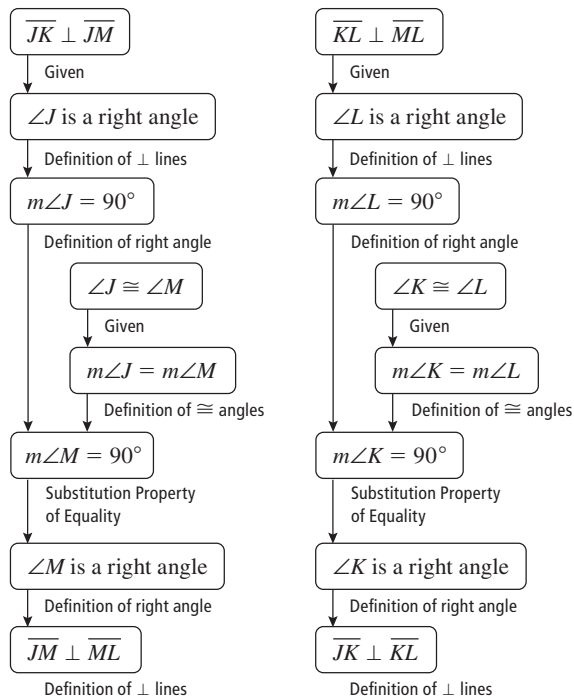 JK ⊥ JM
Given
∠J is a right angle
Definition of ⊥ lines
m∠J = 90°
Definition of right angle
∠J ≅ ∠M
Given
m∠J = m∠M
Definition of ≅ angles
m∠M = 90°
Substitution Property
of Equality
∠M is a right angle
Definition of right angle
JM ⊥ ML
Definition of ⊥ lines
KL ⊥ ML
Given
∠L is a right angle
Definition of ⊥ lines
m∠L = 90°
Definition of right angle
∠K ≅ ∠L
Given
m∠K = m∠L
Definition of ≅ angles
m∠K = 90°
Substitution Property
of Equality
∠K is a right angle
Definition of right angle
JK ⊥ KL
Definition of ⊥ lines